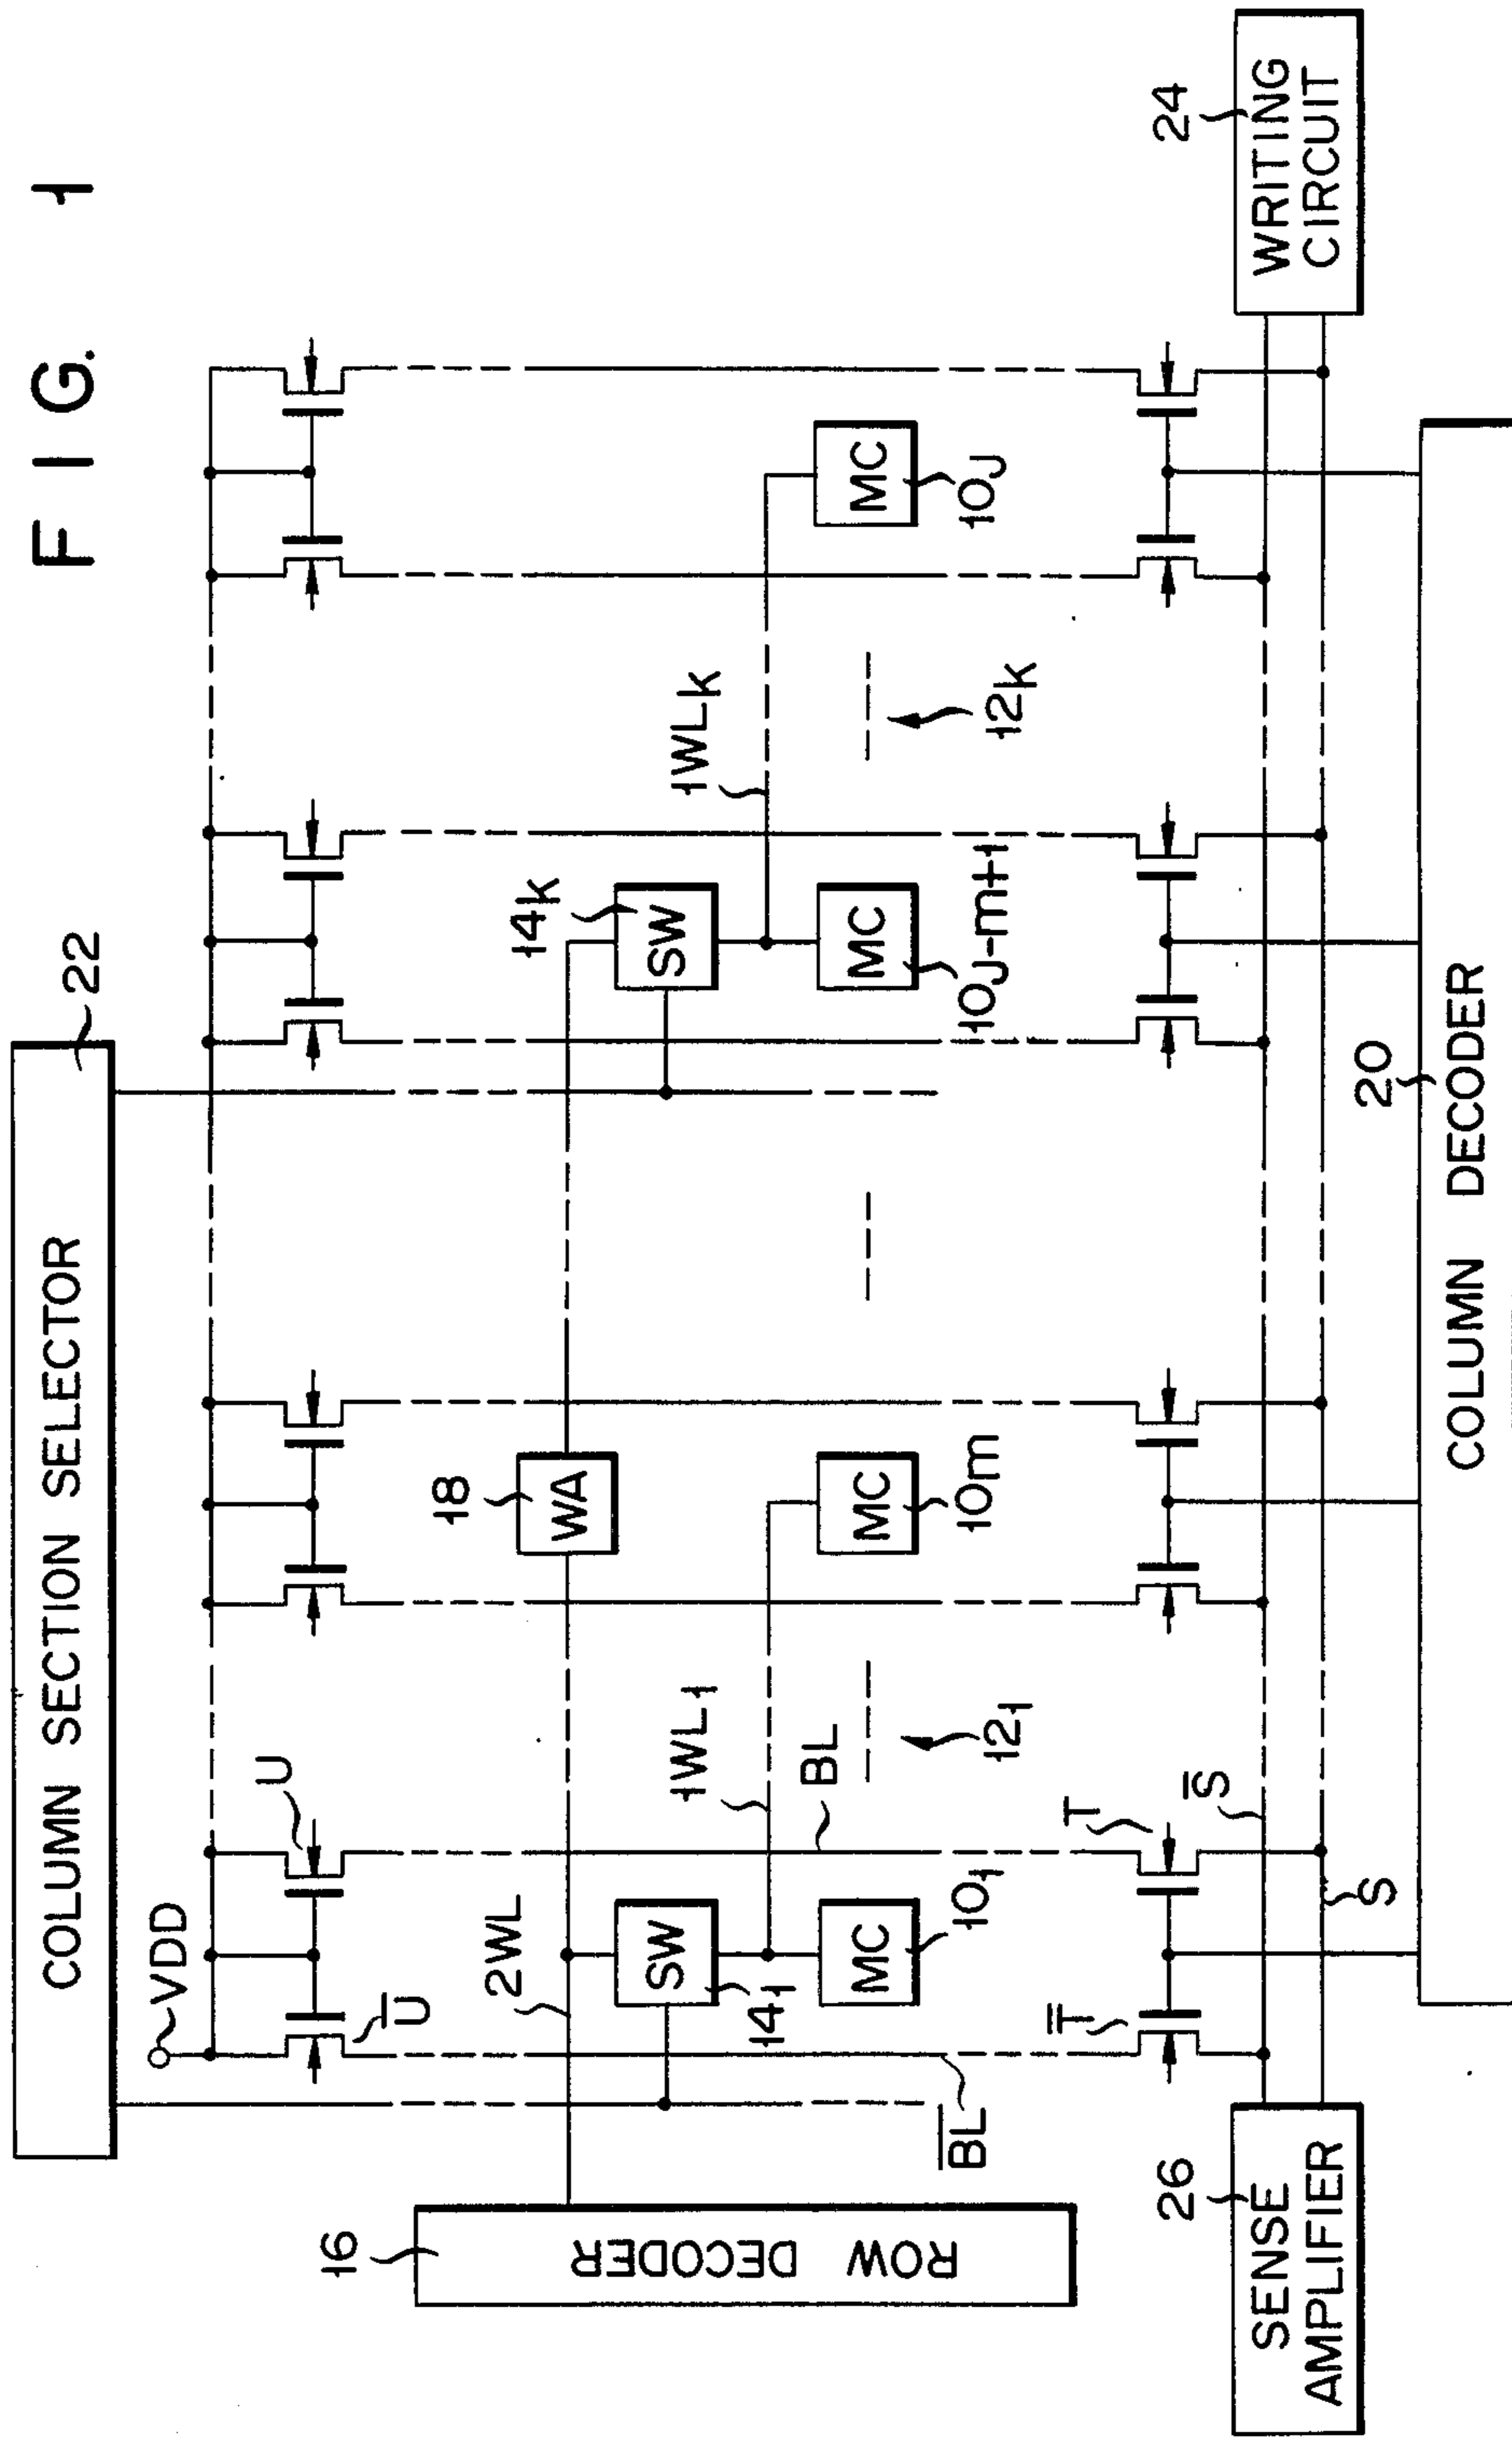 FIG. 1
COLUMN SECTION SELECTOR
22
VDD
U̅
U
2WL
16
ROW DECODER
18
WA
14k
SW
SW
14₁
1WL₁
1WLk
BL
B̅L̅
MC
10₁
12₁
MC
10m
MC
10J-m+1
12k
MC
10J
T̅
T
S̅
S
24
WRITING
CIRCUIT
26
SENSE
AMPLIFIER
20
COLUMN DECODER